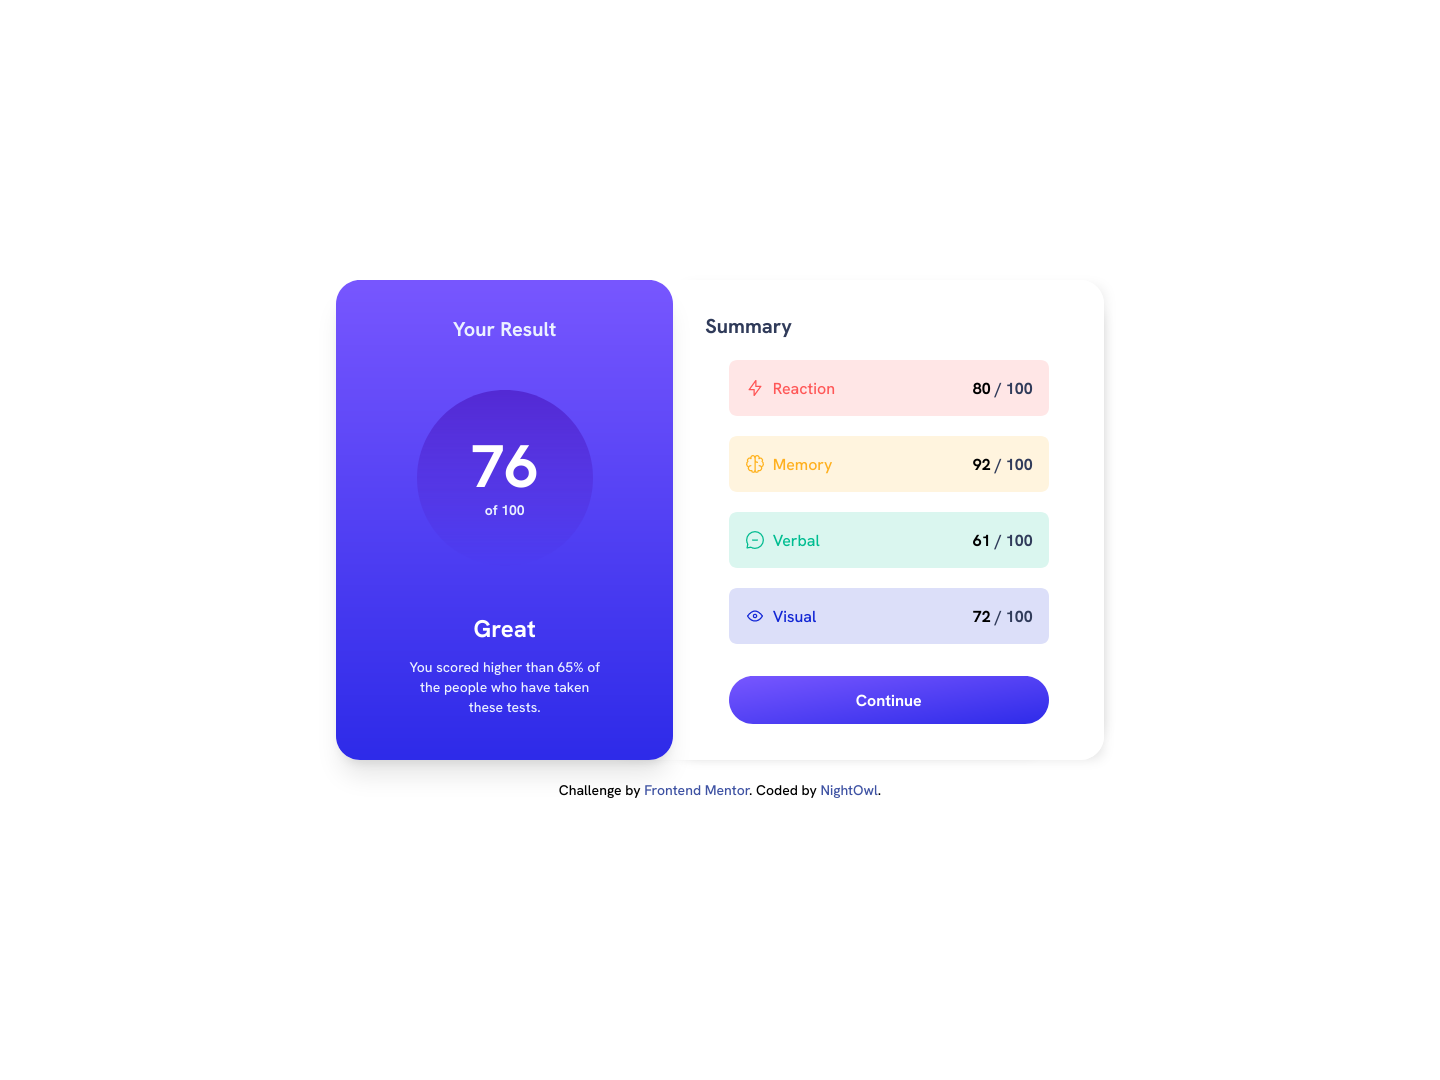 Your Result
76
of 100
Great
You scored higher than 65% of
the people who have taken
these tests.
Summary
Reaction 80 / 100
Memory 92 / 100
Verbal 61 / 100
Visual 72 / 100
Continue
Challenge by Frontend Mentor. Coded by NightOwl.